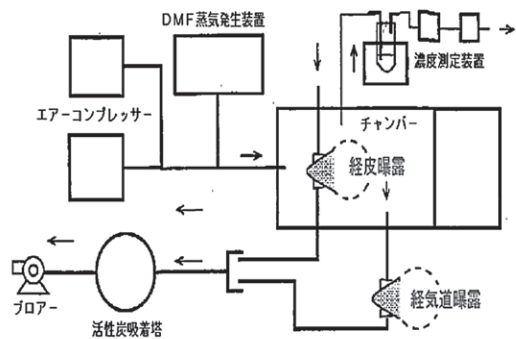 DMF蒸気発生装置
濃度測定装置
エアーコンプレッサー
チャンバー
経皮曝露
経気道曝露
ブロアー
活性炭吸着塔